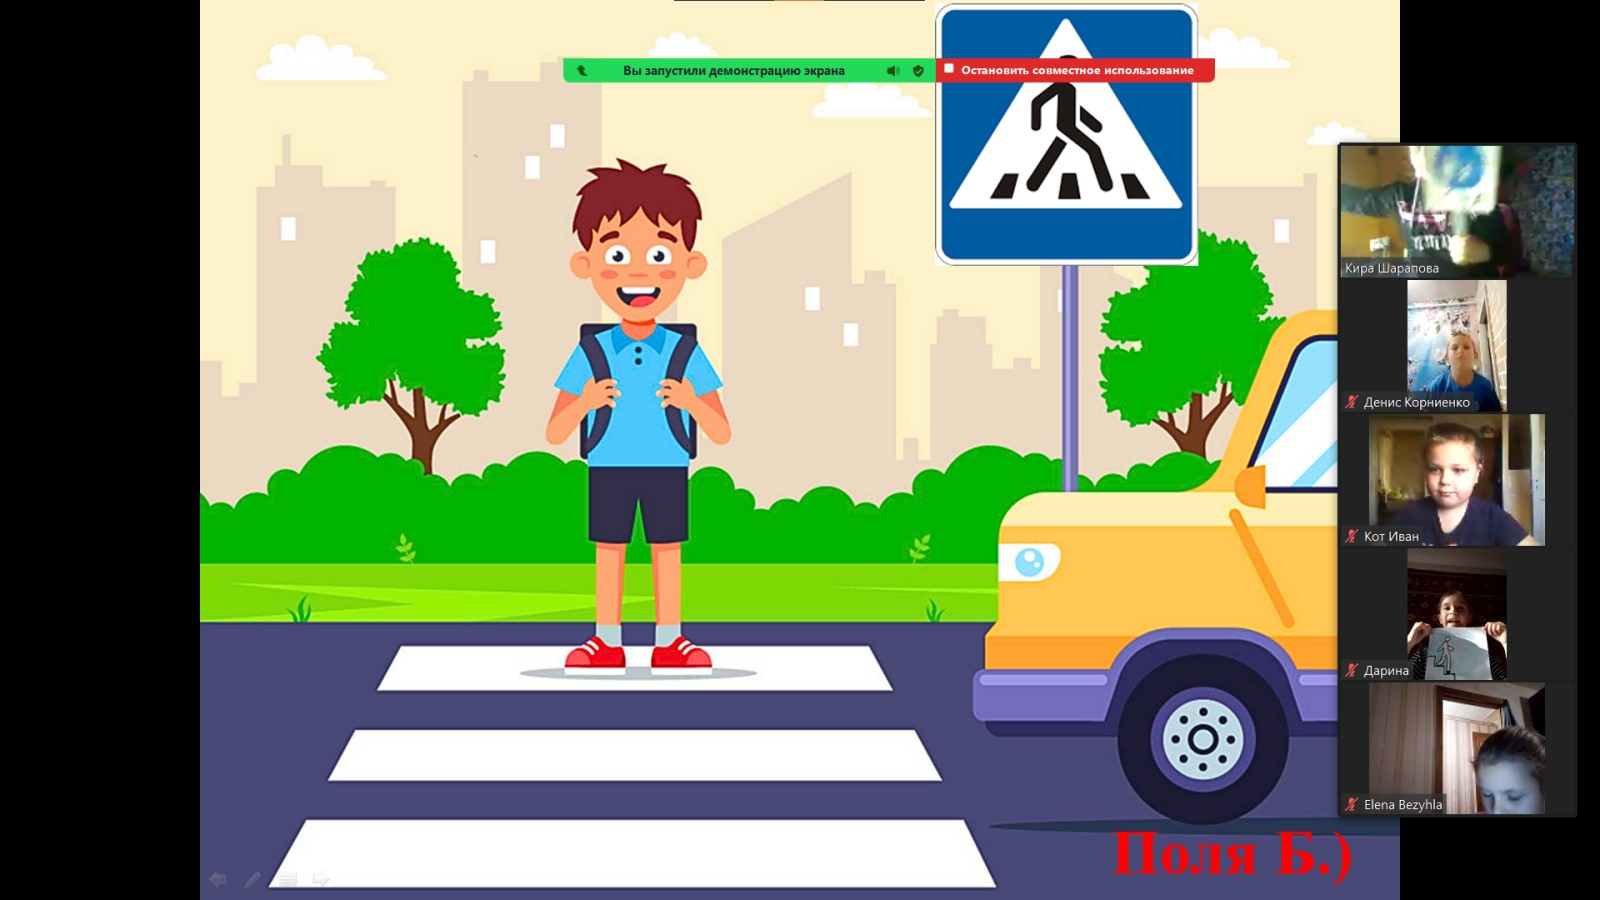 Вы запустили демонстрацию экрана
Остановить совместное использование
Кира Шарапова
Денис Корниенко
Кот Иван
Дарина
Elena Bezyhla
Поля Б.)